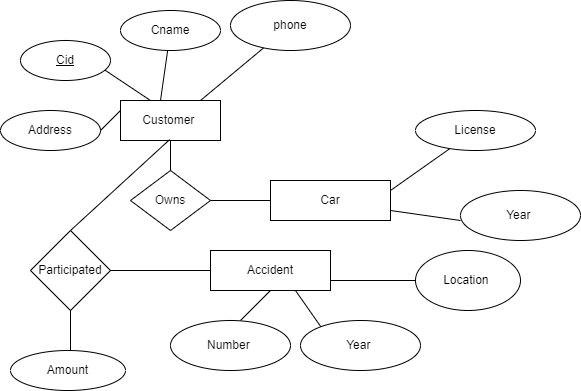 Cname
phone
Cid
Customer
Address
License
Owns
Car
Year
Participated
Accident
Location
Number
Year
Amount